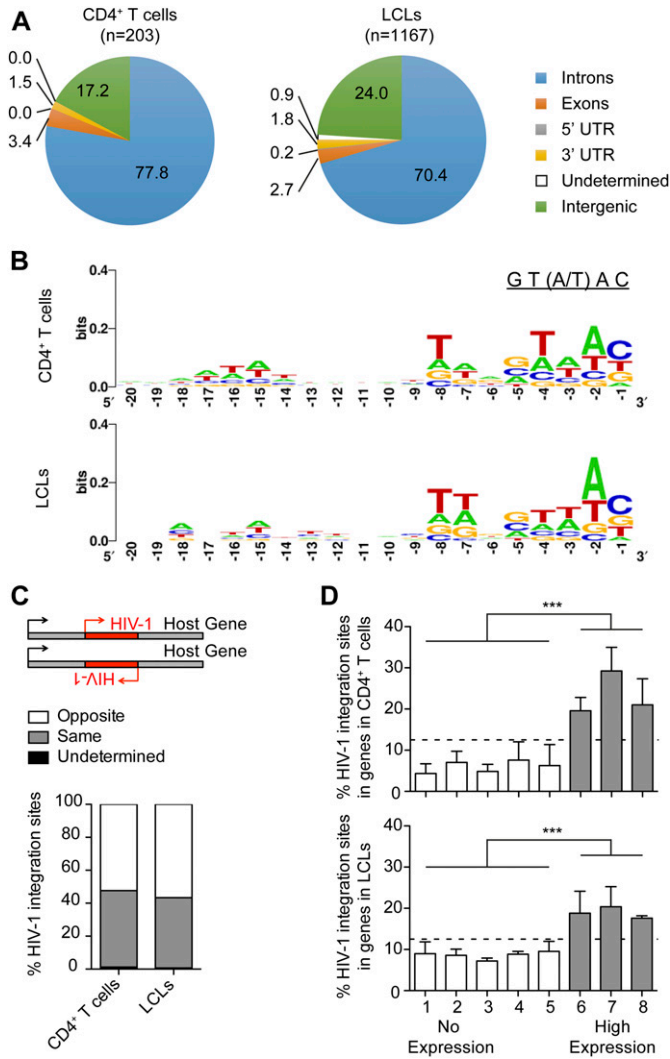 A
CD4+ T cells
(n=203)
LCLs
(n=1167)
0.0
1.5
0.0
3.4
17.2
77.8
0.9
1.8
0.2
2.7
24.0
70.4
Introns
Exons
5' UTR
3' UTR
Undetermined
Intergenic
B
G T (A/T) A C
CD4+ T cells
bits
0.4
0.2
0.0
5′ -20 -19 -18 -17 -16 -15 -14 -13 -12 -11 -10 -9 -8 -7 -6 -5 -4 -3 -2 -1 3′
LCLs
bits
0.4
0.2
0.0
5′ -20 -19 -18 -17 -16 -15 -14 -13 -12 -11 -10 -9 -8 -7 -6 -5 -4 -3 -2 -1 3′
C
HIV-1 Host Gene
Host Gene
HIV-1
Opposite
Same
Undetermined
% HIV-1 integration sites
100
80
60
40
20
0
CD4+ T cells
LCLs
D
% HIV-1 integration sites
in genes in CD4+ T cells
40
30
20
10
0
***
% HIV-1 integration sites
in genes in LCLs
40
30
20
10
0
***
1 2 3 4 5 6 7 8
No High
Expression Expression